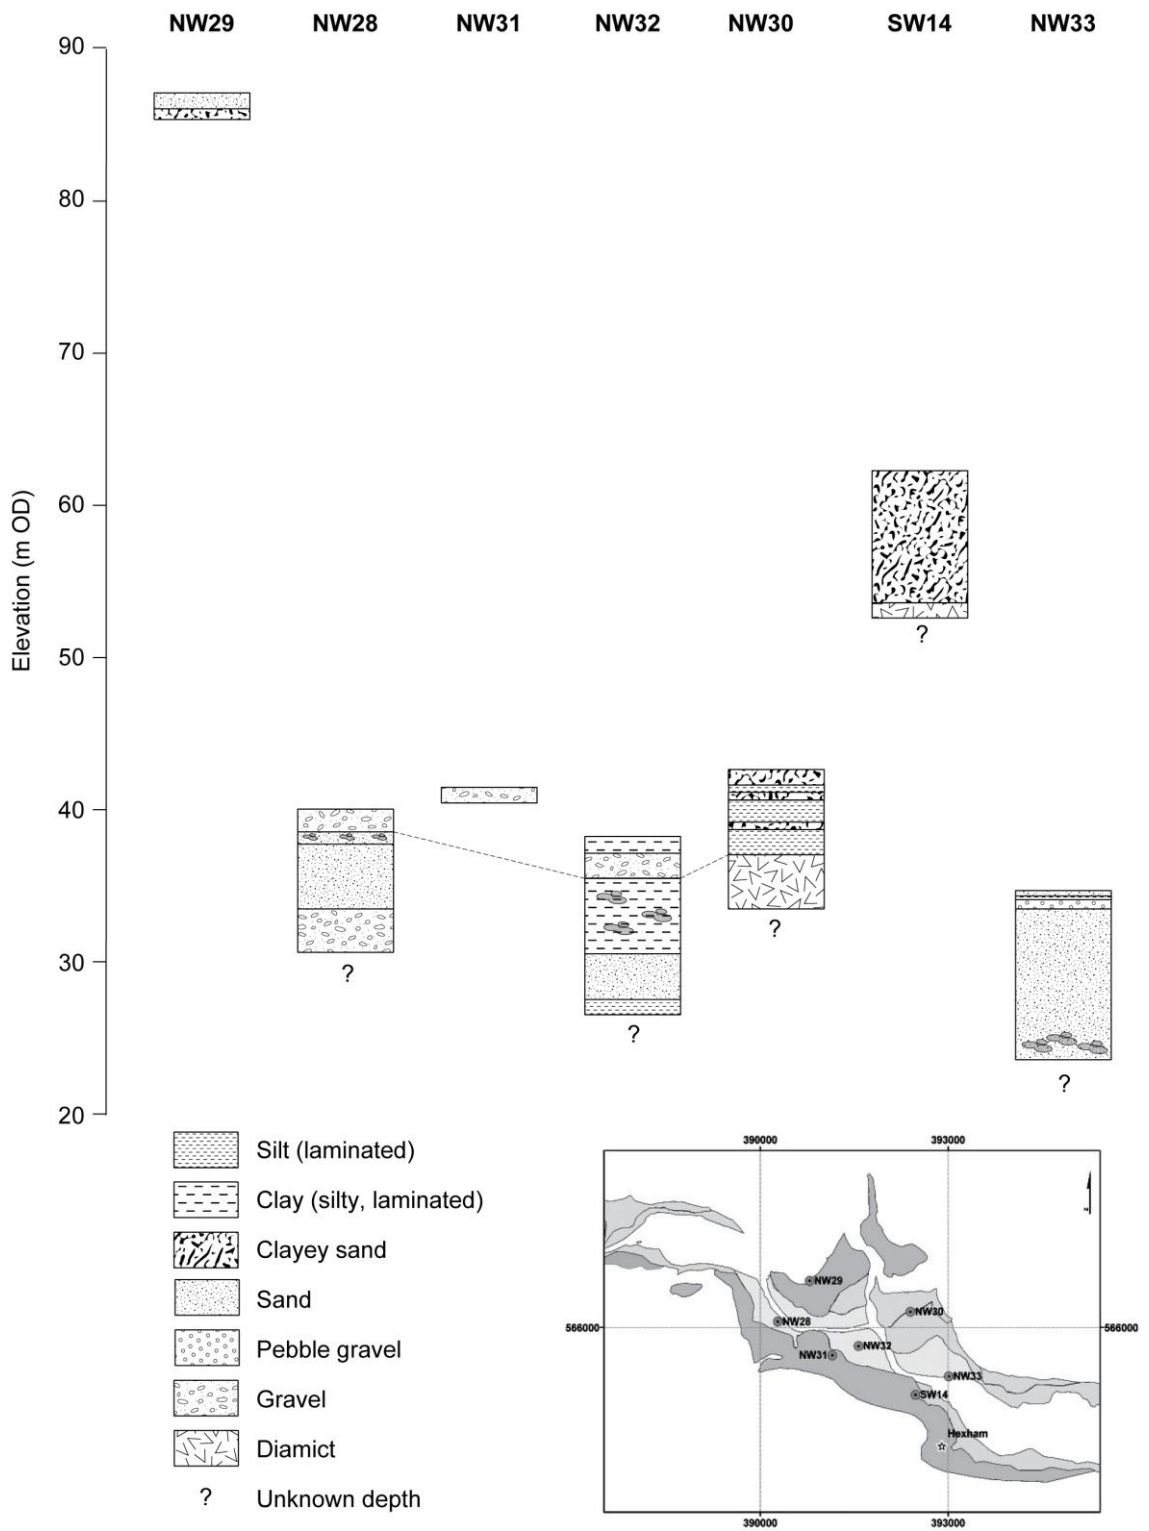 NW29 NW28 NW31 NW32 NW30 SW14 NW33
90
80
70
60
50
40
30
20
Elevation (m OD)
?
?
?
?
?
Silt (laminated)
Clay (silty, laminated)
Clayey sand
Sand
Pebble gravel
Gravel
Diamict
? Unknown depth
390000 393000
NW29
NW30
NW28
566000 566000
NW32
NW31
NW33
SW14
Hexham
390000 393000